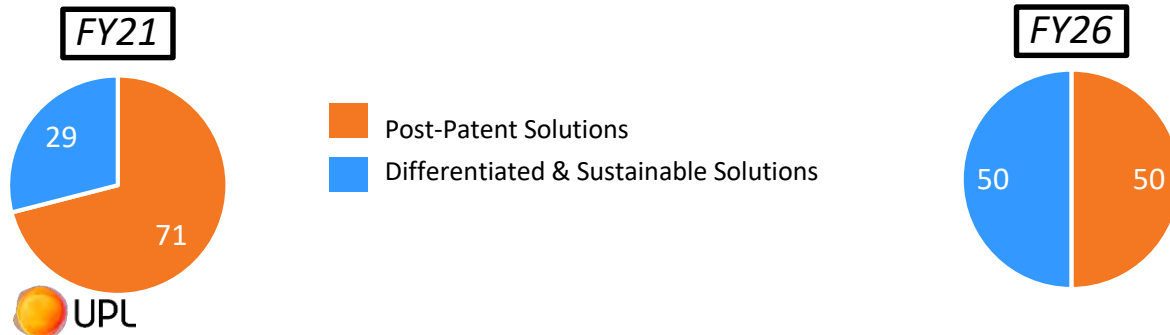 FY21
FY26
29
71
Post-Patent Solutions
Differentiated & Sustainable Solutions
50
50
UPL